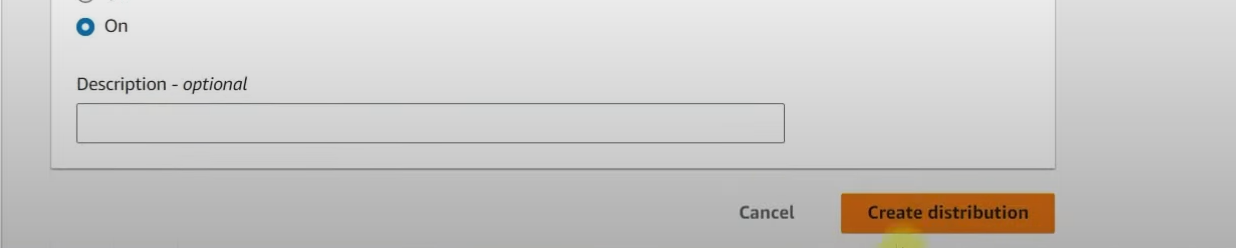 On
Description - optional
Cancel
Create distribution